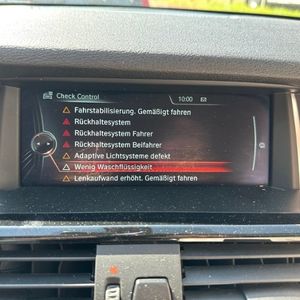 Check Control
10:00
Fahrstabilisierung. Gemäßigt fahren
Rückhaltesystem
Rückhaltesystem Fahrer
Rückhaltesystem Beifahrer
Adaptive Lichtsysteme defekt
Wenig Waschflüssigkeit
Lenkaufwand erhöht. Gemäßigt fahren